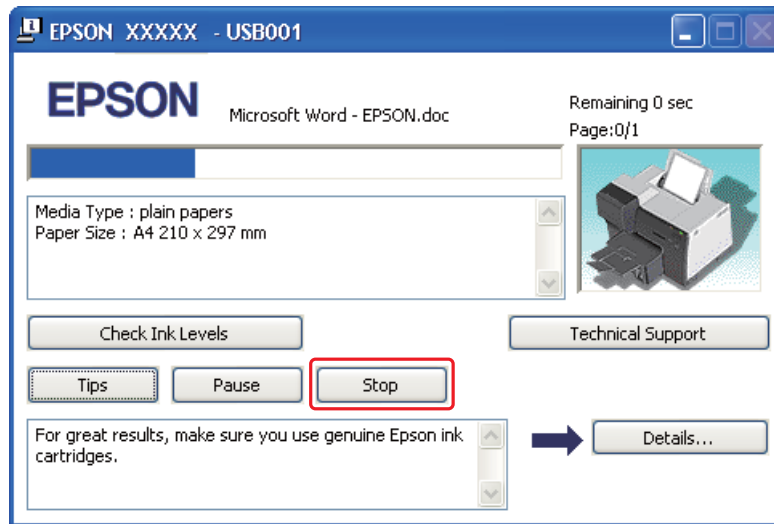 EPSON XXXXX - USB001
EPSON
Microsoft Word - EPSON.doc
Remaining 0 sec
Page:0/1
Media Type : plain papers
Paper Size : A4 210 x 297 mm
Check Ink Levels
Technical Support
Tips
Pause
Stop
For great results, make sure you use genuine Epson ink
cartridges.
Details...